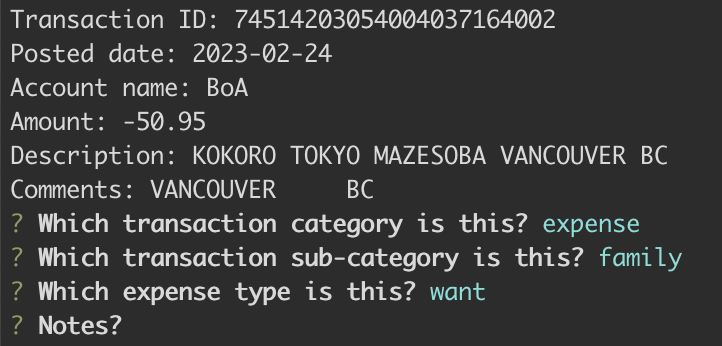 Transaction ID: 74514203054004037164002
Posted date: 2023-02-24
Account name: BoA
Amount: -50.95
Description: KOKORO TOKYO MAZESOBA VANCOUVER BC
Comments: VANCOUVER     BC
? Which transaction category is this? expense
? Which transaction sub-category is this? family
? Which expense type is this? want
? Notes?